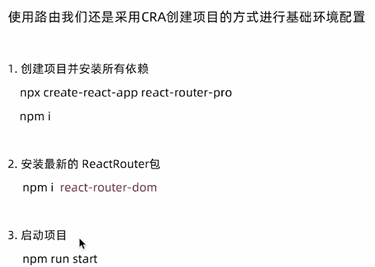 使用路由我们还是采用CRA创建项目的方式进行基础环境配置
1. 创建项目并安装所有依赖
npx create-react-app react-router-pro
npm i
2. 安装最新的 ReactRouter包
npm i react-router-dom
3. 启动项目
npm run start